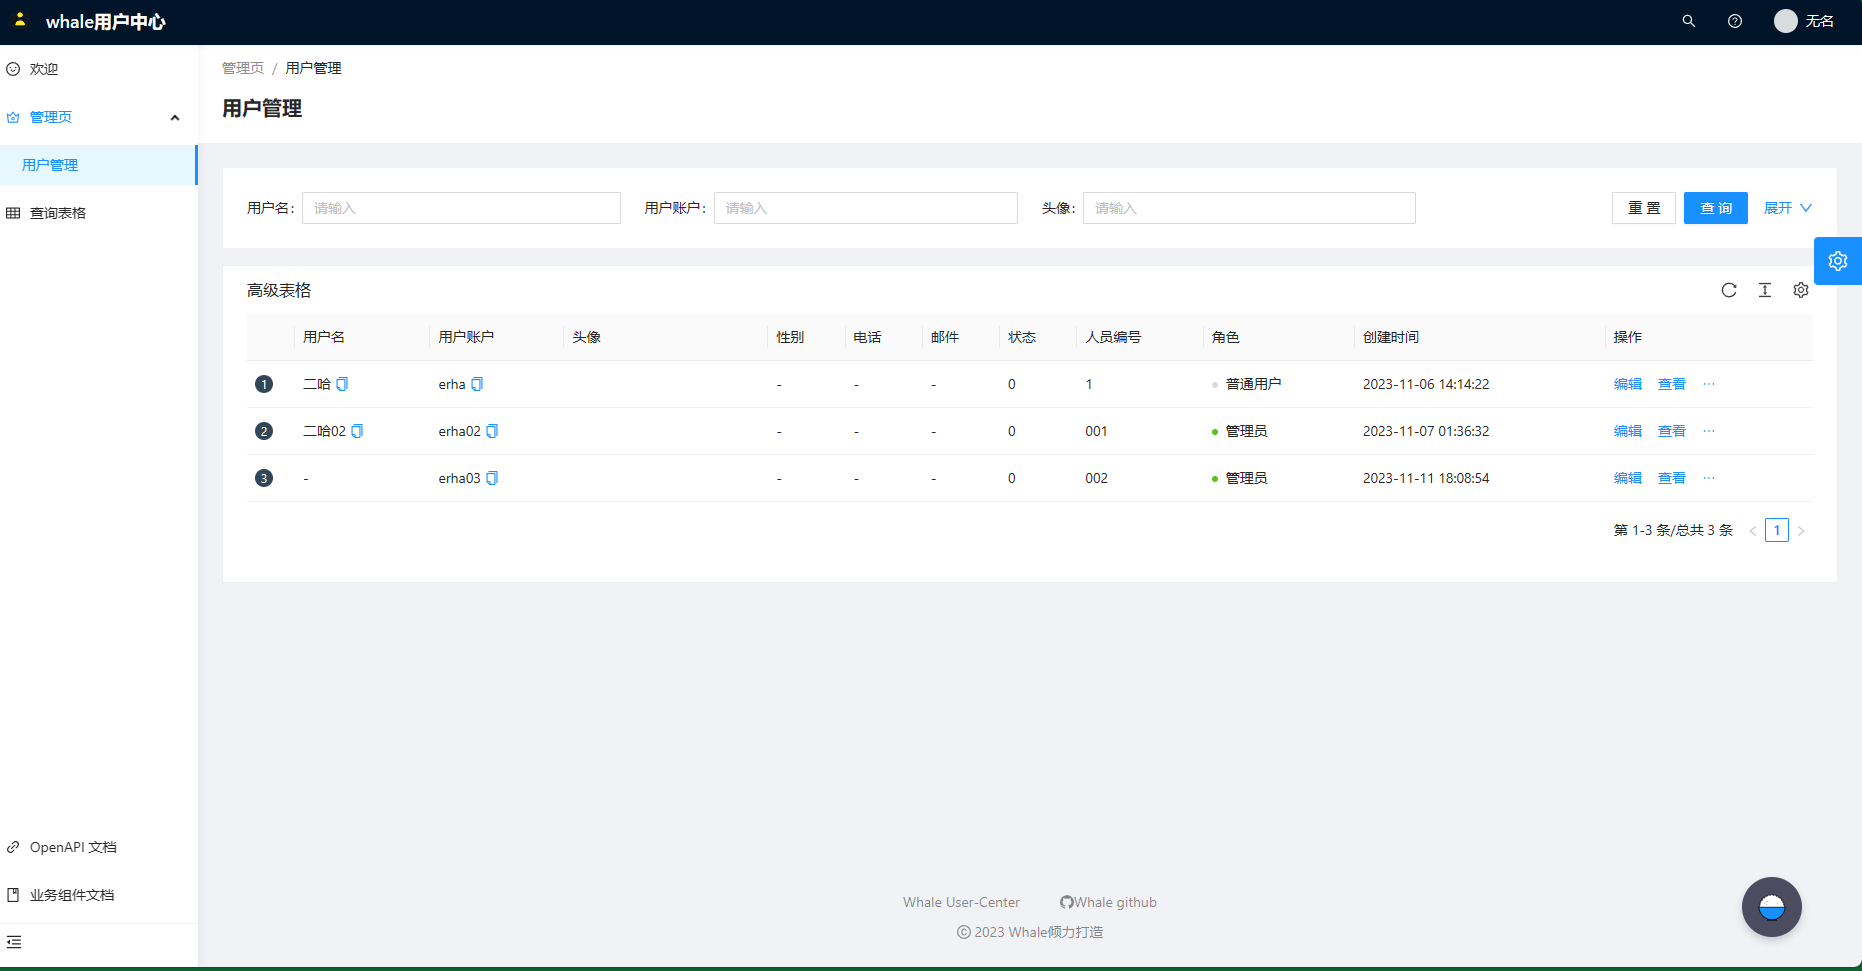 whale用户中心
无名
欢迎
管理页
用户管理
查询表格
OpenAPI 文档
业务组件文档
管理页 / 用户管理
用户管理
用户名: 请输入 用户账户: 请输入 头像: 请输入 重 置 查 询 展开
高级表格
用户名 用户账户 头像 性别 电话 邮件 状态 人员编号 角色 创建时间 操作
1 二哈 erha - - - 0 1 普通用户 2023-11-06 14:14:22 编辑 查看 ···
2 二哈02 erha02 - - - 0 001 管理员 2023-11-07 01:36:32 编辑 查看 ···
3 - erha03 - - - 0 002 管理员 2023-11-11 18:08:54 编辑 查看 ···
第 1-3 条/总共 3 条 < 1 >
Whale User-Center Whale github
© 2023 Whale倾力打造